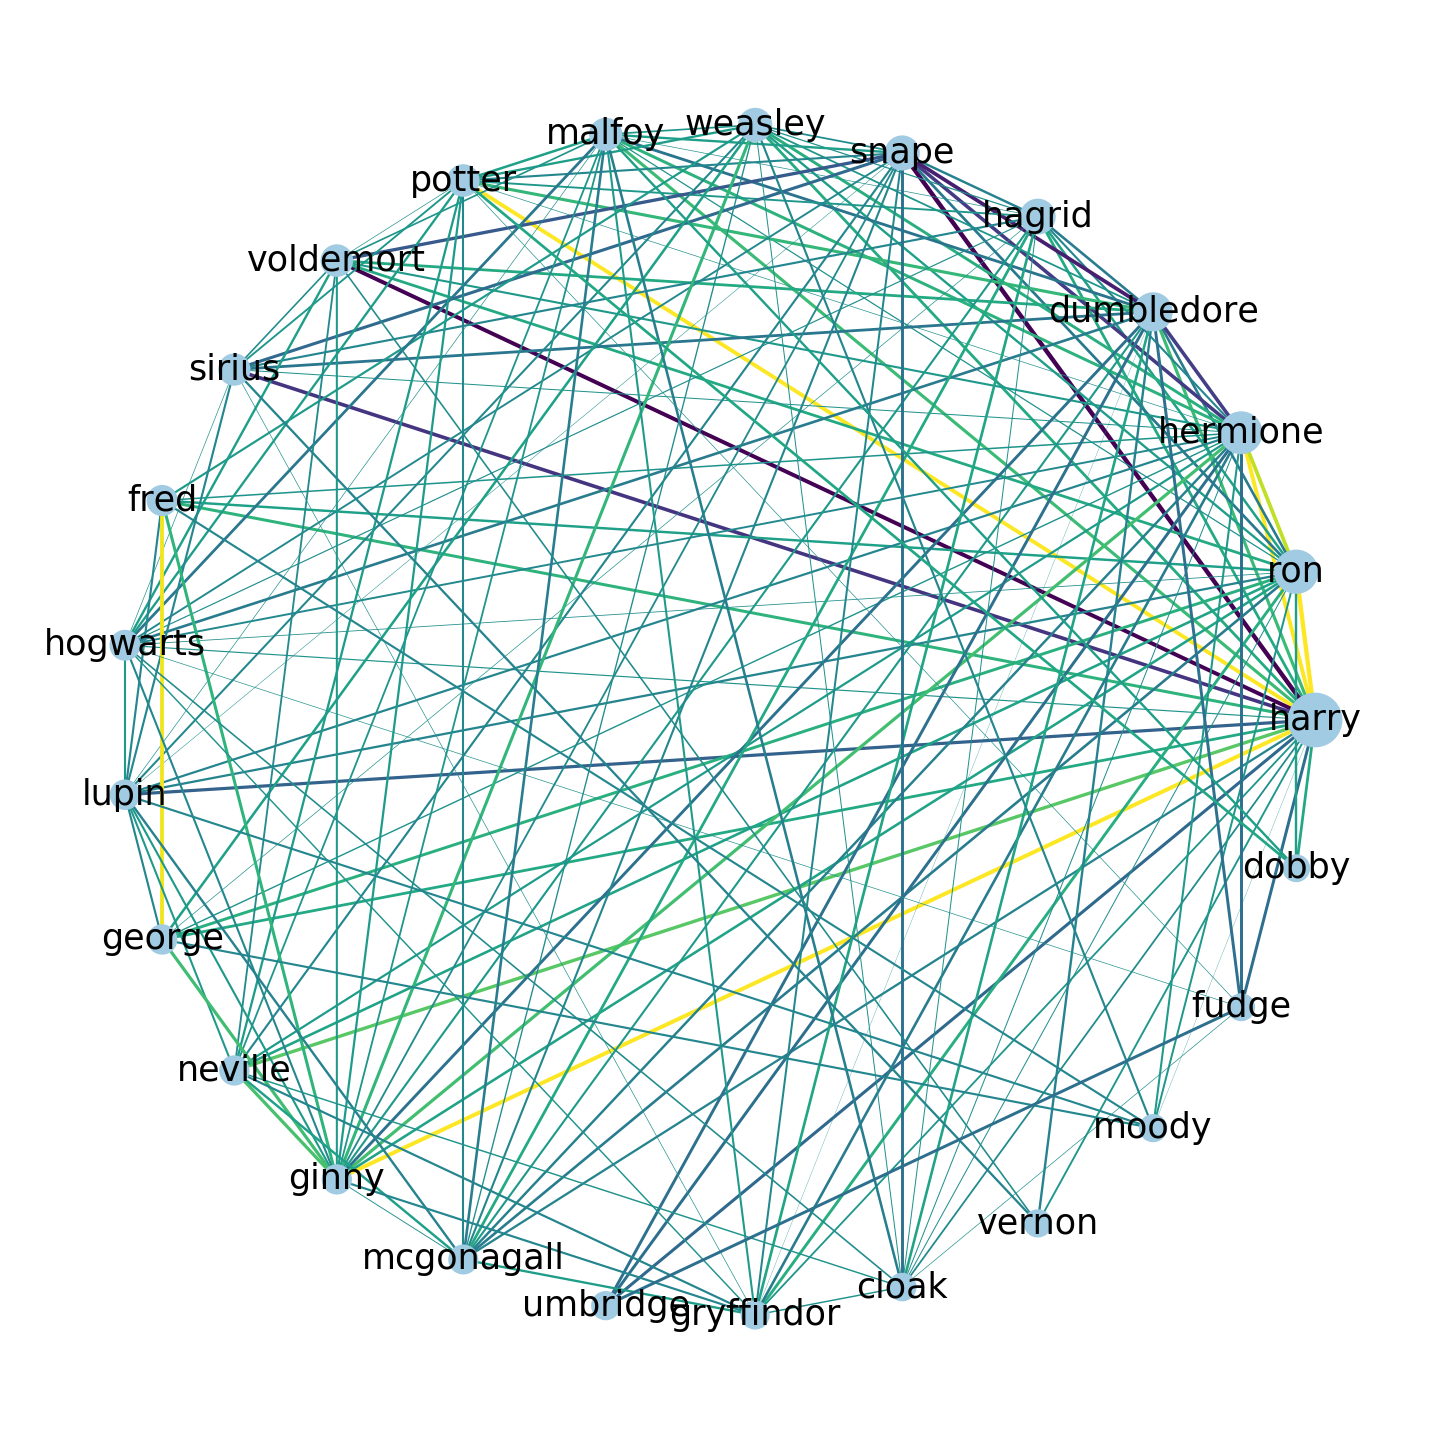 weasley
malfoy
snape
potter
hagrid
voldemort
dumbledore
sirius
hermione
fred
ron
hogwarts
harry
lupin
dobby
george
fudge
neville
moody
ginny
vernon
mcgonagall
cloak
umbridge
gryffindor